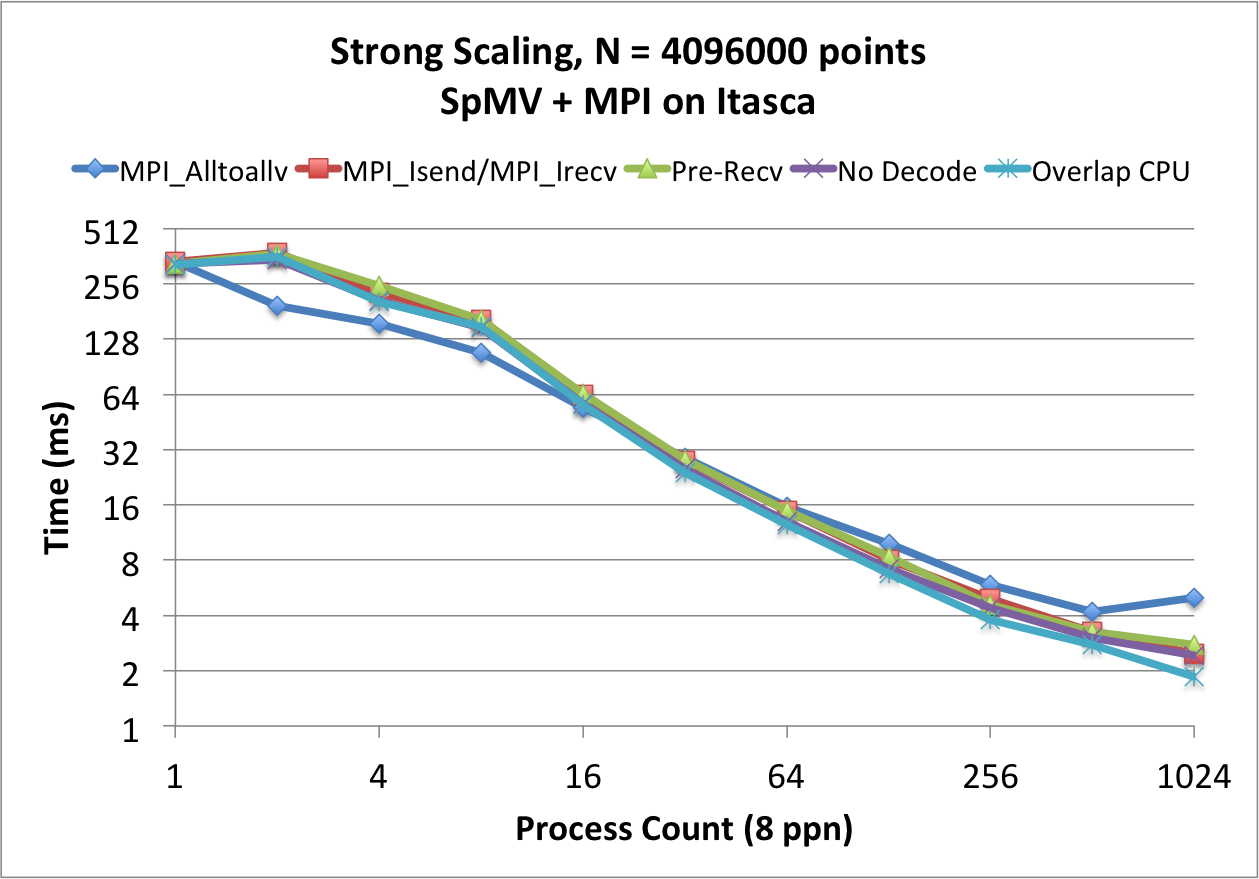 Strong Scaling, N = 4096000 points
SpMV + MPI on Itasca
MPI_Alltoallv MPI_Isend/MPI_Irecv Pre-Recv No Decode Overlap CPU
512
256
128
64
32
16
8
4
2
1
Time (ms)
1 4 16 64 256 1024
Process Count (8 ppn)